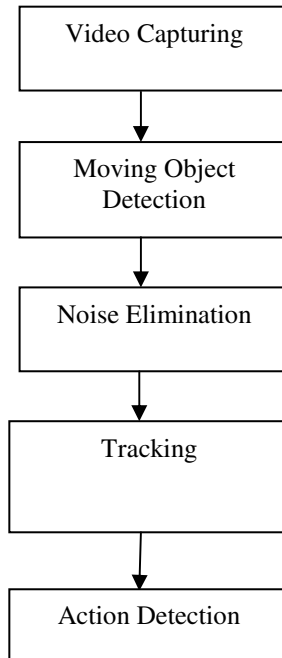 Video Capturing
Moving Object
Detection
Noise Elimination
Tracking
Action Detection